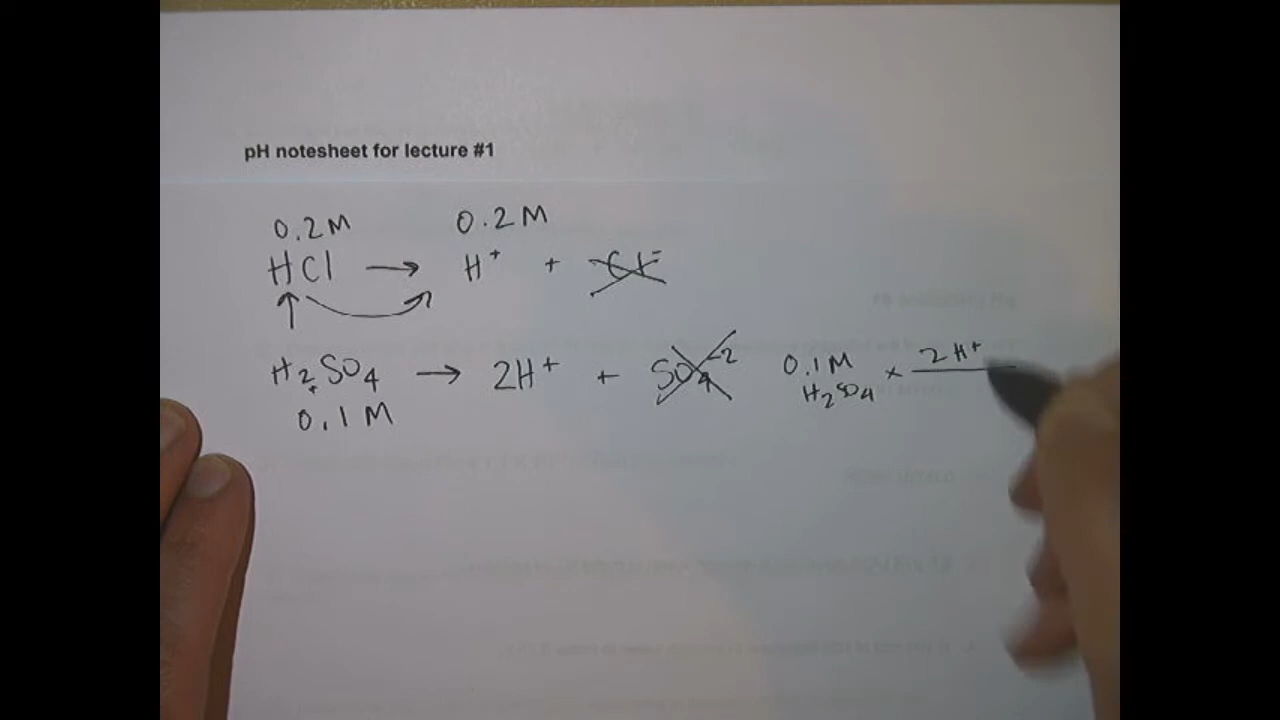 pH notesheet for lecture #1
0.2M 0.2M
HCl → H⁺ + Cl⁻
H₂SO₄ → 2H⁺ + SO₄⁻² 0.1M H₂SO₄ × 2H⁺
0.1M